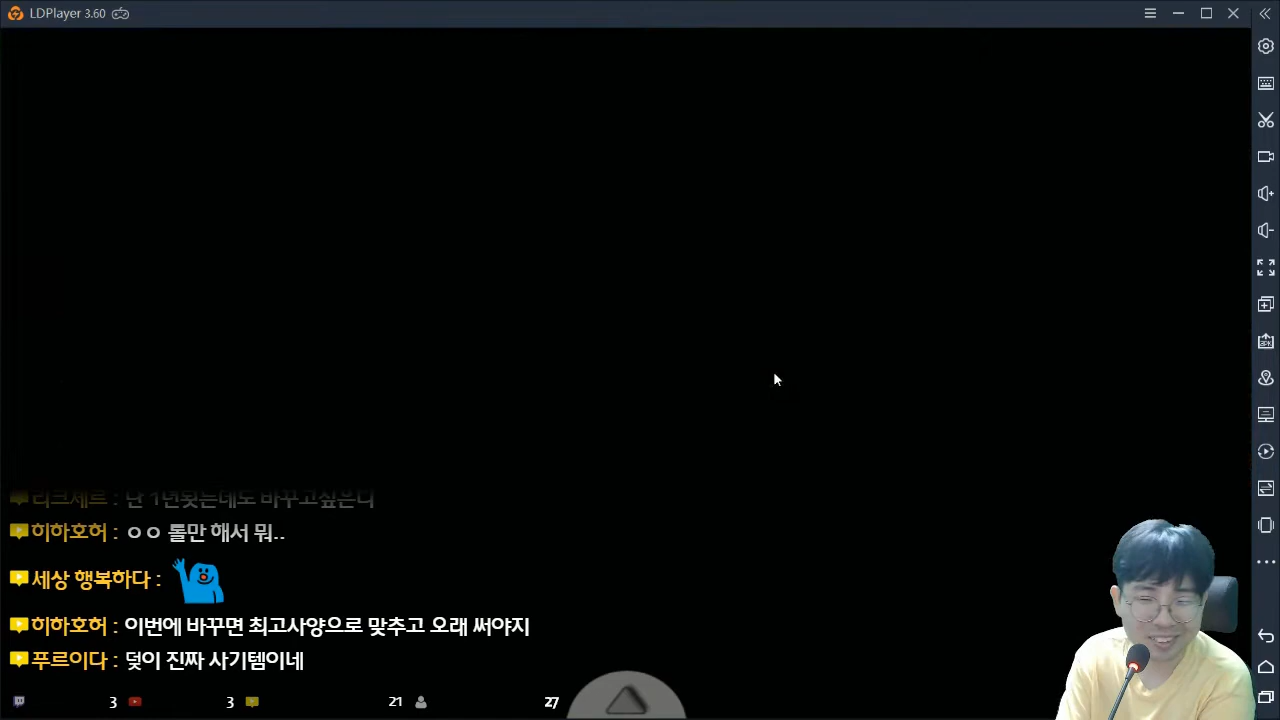 LDPlayer 3.60
히하호허 : ㅇㅇ 톨만 해서 뭐..
세상 행복하다 :
히하호허 : 이번에 바꾸면 최고사양으로 맞추고 오래 써야지
푸르이다 : 덫이 진짜 사기템이네
3 3 21 27